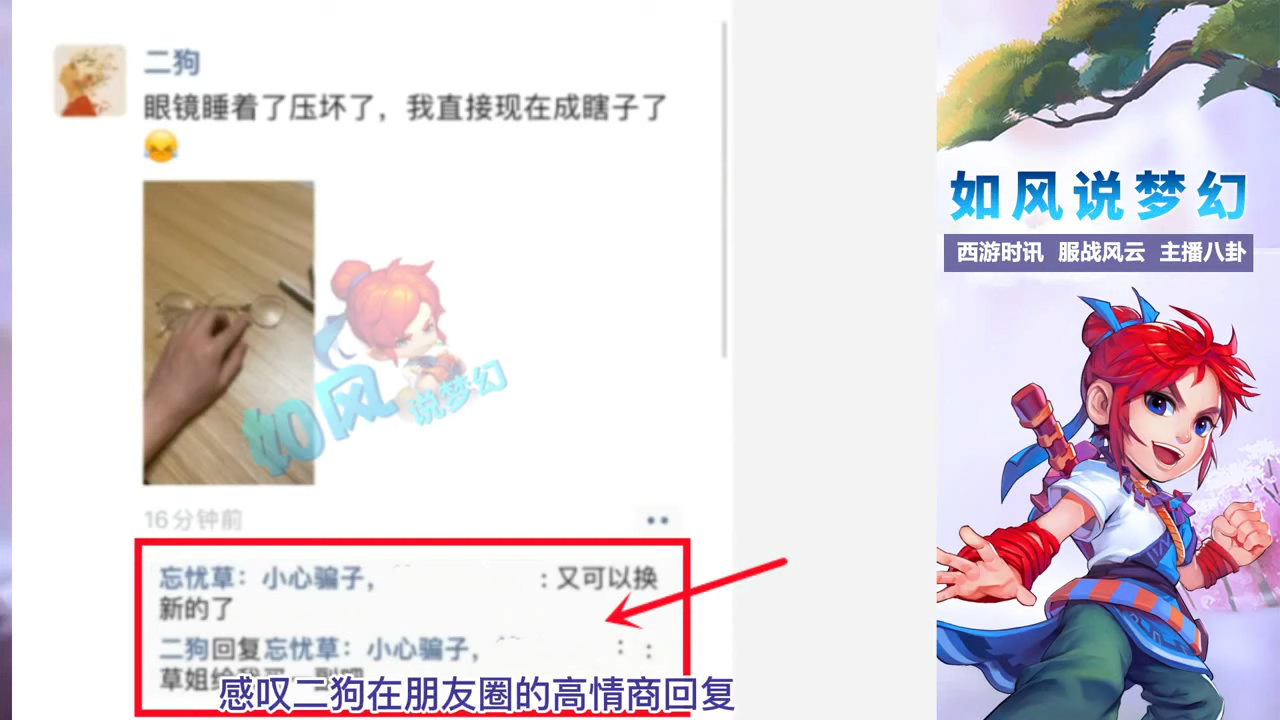 二狗
眼镜睡着了压坏了，我直接现在成瞎子了
如风说梦幻
16分钟前
忘忧草：小心骗子，：又可以换
新的了
二狗回复忘忧草：小心骗子，：：
草姐给我
感叹二狗在朋友圈的高情商回复
如风说梦幻
西游时讯 服战风云 主播八卦